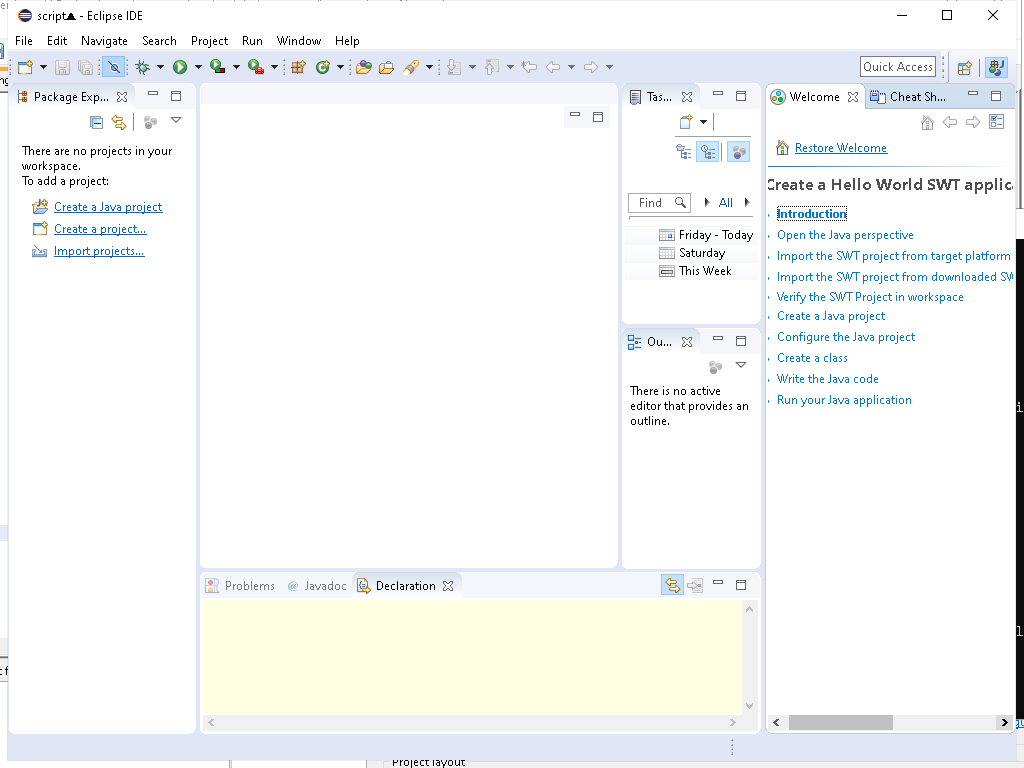 script▲ - Eclipse IDE
File Edit Navigate Search Project Run Window Help
Quick Access
Package Exp...
There are no projects in your
workspace.
To add a project:
Create a Java project
Create a project...
Import projects...
Tas...
Find All
Friday - Today
Saturday
This Week
Ou...
There is no active
editor that provides an
outline.
Welcome Cheat Sh...
Restore Welcome
Create a Hello World SWT applic
Introduction
Open the Java perspective
Import the SWT project from target platform
Import the SWT project from downloaded SW
Verify the SWT Project in workspace
Create a Java project
Configure the Java project
Create a class
Write the Java code
Run your Java application
Problems @ Javadoc Declaration
Project layout